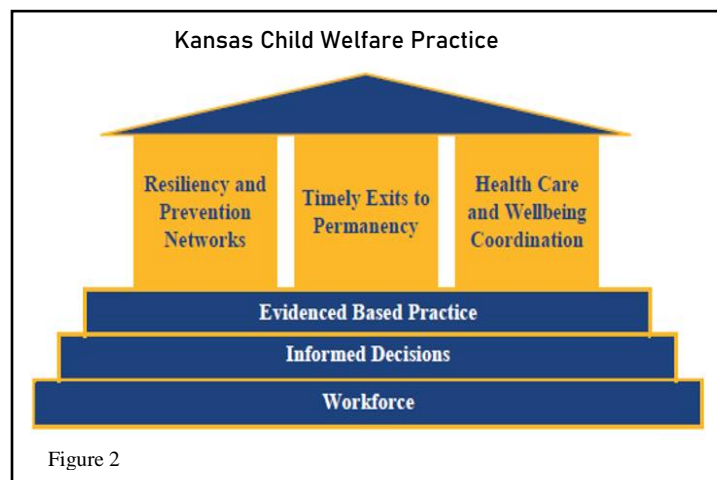 Kansas Child Welfare Practice
Resiliency and
Prevention
Networks
Timely Exits to
Permanency
Health Care
and Wellbeing
Coordination
Evidenced Based Practice
Informed Decisions
Workforce
Figure 2